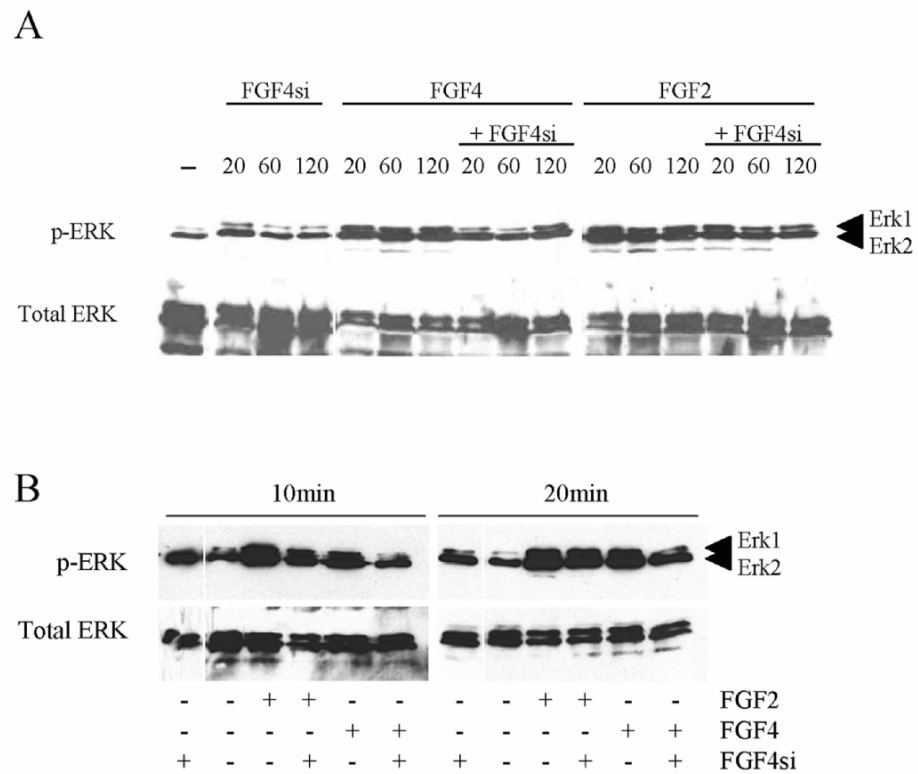 A
FGF4si FGF4 FGF2
+ FGF4si + FGF4si
– 20 60 120 20 60 120 20 60 120 20 60 120 20 60 120
p-ERK Erk1
Erk2
Total ERK
B
10min 20min
p-ERK Erk1
Erk2
Total ERK
- - + + - - - - + + - - FGF2
- - - - + + - - - - + + FGF4
+ - - + - + + - - + - + FGF4si